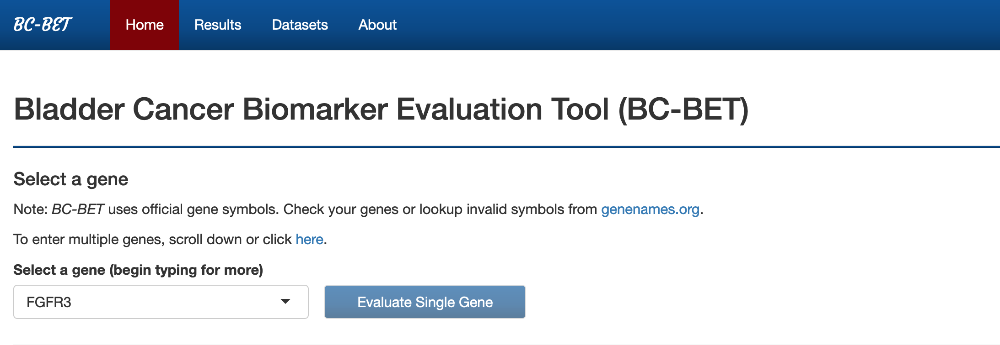 BC-BET
Home Results Datasets About
Bladder Cancer Biomarker Evaluation Tool (BC-BET)
Select a gene
Note: BC-BET uses official gene symbols. Check your genes or lookup invalid symbols from genenames.org.
To enter multiple genes, scroll down or click here.
Select a gene (begin typing for more)
FGFR3
Evaluate Single Gene